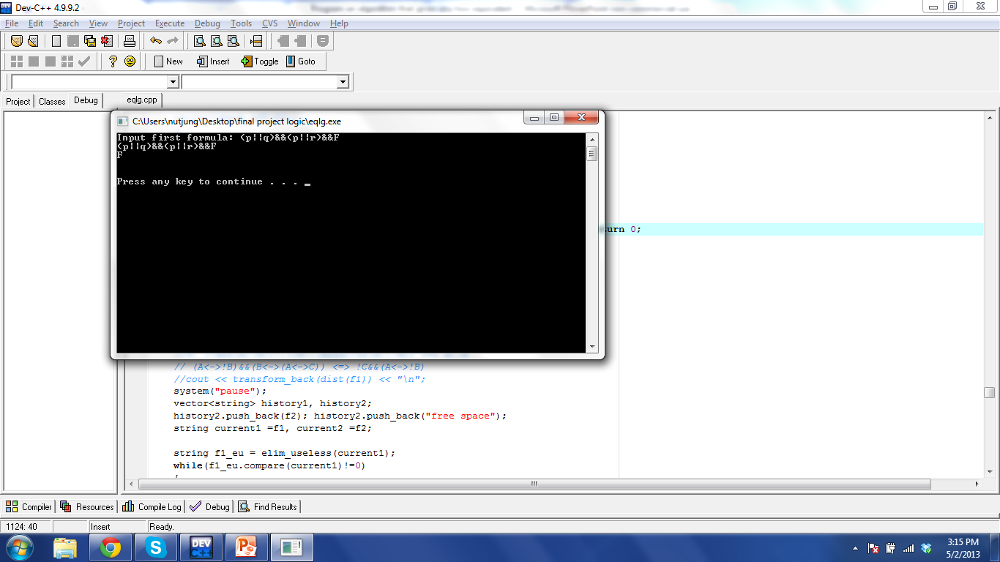 Dev-C++ 4.9.9.2
File Edit Search View Project Execute Debug Tools CVS Window Help
New Insert Toggle Goto
Project Classes Debug eqlg.cpp
C:\Users\nutjung\Desktop\final project logic\eqlg.exe
Input first formula: (p||q)&&(p||r)&&F
(p||q)&&(p||r)&&F
F
Press any key to continue . . . _
urn 0;
// (A<->!B)&&(B<->(A<->C)) <=> !C&&(A<->!B)
//cout << transform_back(dist(f1)) << "\n";
system("pause");
vector<string> history1, history2;
history2.push_back(f2); history2.push_back("free space");
string current1 =f1, current2 =f2;
string f1_eu = elim_useless(current1);
while(f1_eu.compare(current1)!=0)
Compiler Resources Compile Log Debug Find Results
1124: 40 Insert Ready.
3:15 PM
5/2/2013